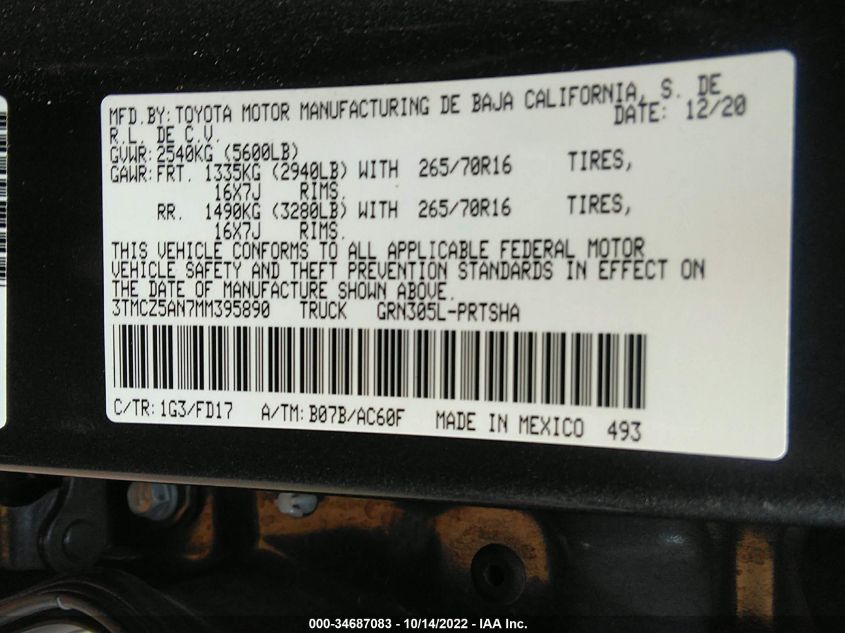 MFD.BY: TOYOTA MOTOR MANUFACTURING DE BAJA CALIFORNIA, S. DE
R.L. DE C.V. DATE: 12/20
GVWR: 2540KG (5600LB)
GAWR: FRT. 1335KG (2940LB) WITH 265/70R16 TIRES,
16X7J RIMS.
RR. 1490KG (3280LB) WITH 265/70R16 TIRES,
16X7J RIMS.
THIS VEHICLE CONFORMS TO ALL APPLICABLE FEDERAL MOTOR
VEHICLE SAFETY AND THEFT PREVENTION STANDARDS IN EFFECT ON
THE DATE OF MANUFACTURE SHOWN ABOVE.
3TMCZ5AN7MM395890 TRUCK GRN305L-PRTSHA
C/TR: 1G3/FD17 A/TM: B07B/AC60F MADE IN MEXICO 493
000-34687083 - 10/14/2022 - IAA Inc.